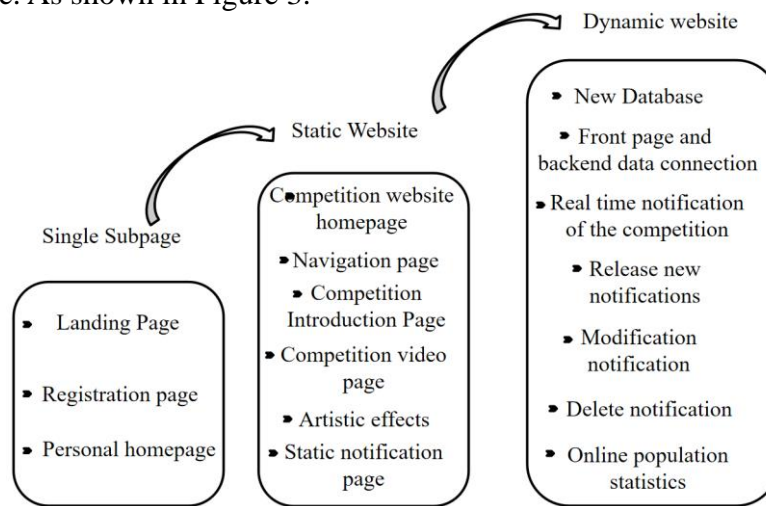 c. As shown in Figure 3.
Dynamic website
Static Website
Single Subpage
Landing Page
Registration page
Personal homepage
Competition website
homepage
Navigation page
Competition
Introduction Page
Competition video
page
Artistic effects
Static notification
page
New Database
Front page and
backend data connection
Real time notification
of the competition
Release new
notifications
Modification
notification
Delete notification
Online population
statistics